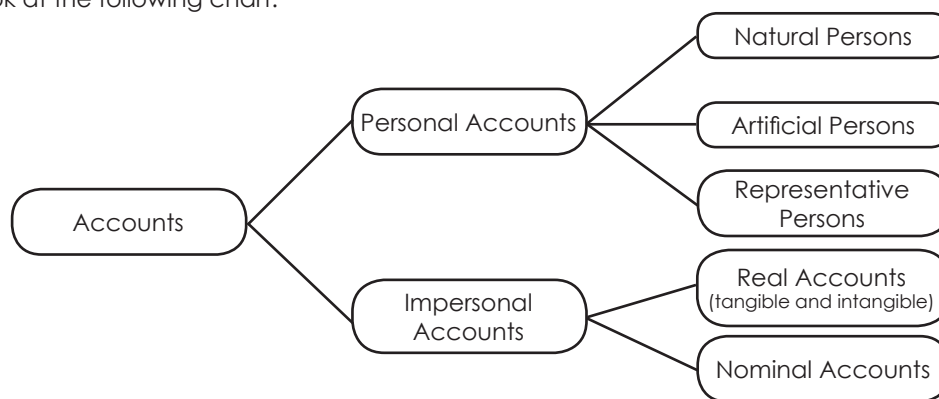 at the following chart.
Natural Persons
Personal Accounts
Artificial Persons
Representative
Persons
Accounts
Real Accounts
(tangible and intangible)
Impersonal
Accounts
Nominal Accounts